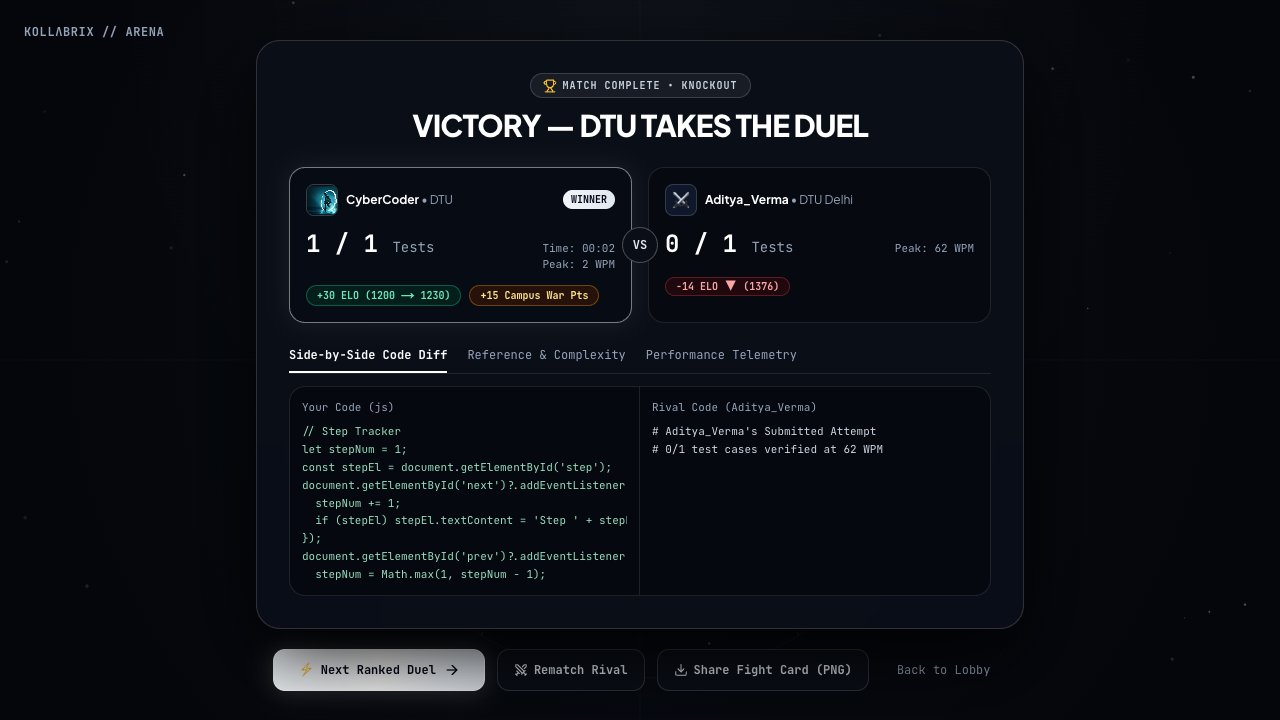 KOLLΛBRIX // ARENA
MATCH COMPLETE • KNOCKOUT
VICTORY — DTU TAKES THE DUEL
CyberCoder • DTU
WINNER
1 / 1 Tests
Time: 00:02
Peak: 2 WPM
+30 ELO (1200 → 1230)
+15 Campus War Pts
VS
Aditya_Verma • DTU Delhi
0 / 1 Tests
Peak: 62 WPM
-14 ELO ▼ (1376)
Side-by-Side Code Diff
Reference & Complexity
Performance Telemetry
Your Code (js)
// Step Tracker
let stepNum = 1;
const stepEl = document.getElementById('step');
document.getElementById('next')?.addEventListener
stepNum += 1;
if (stepEl) stepEl.textContent = 'Step ' + step
});
document.getElementById('prev')?.addEventListener
stepNum = Math.max(1, stepNum - 1);
Rival Code (Aditya_Verma)
# Aditya_Verma's Submitted Attempt
# 0/1 test cases verified at 62 WPM
⚡ Next Ranked Duel →
Rematch Rival
Share Fight Card (PNG)
Back to Lobby